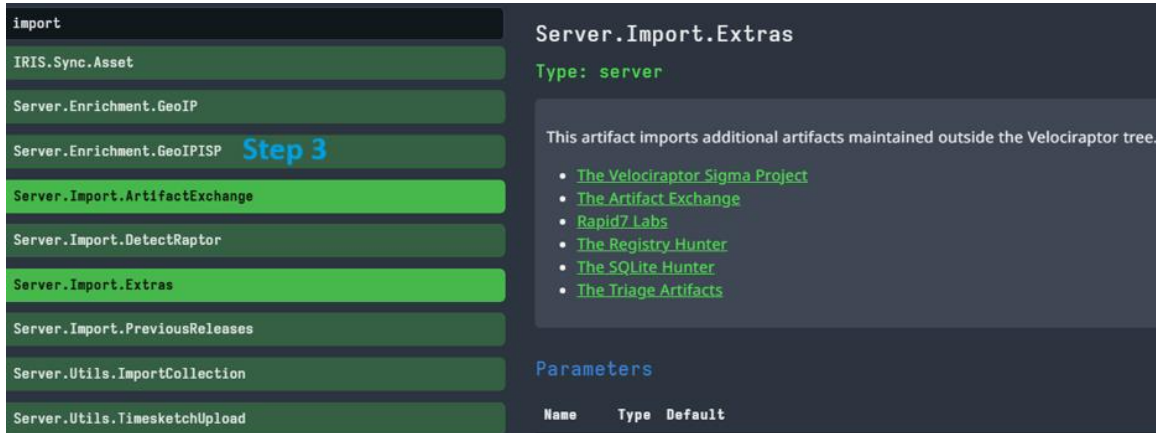 import
IRIS.Sync.Asset
Server.Enrichment.GeoIP
Server.Enrichment.GeoIPISP Step 3
Server.Import.ArtifactExchange
Server.Import.DetectRaptor
Server.Import.Extras
Server.Import.PreviousReleases
Server.Utils.ImportCollection
Server.Utils.TimesketchUpload
Server.Import.Extras
Type: server
This artifact imports additional artifacts maintained outside the Velociraptor tree.
• The Velociraptor Sigma Project
• The Artifact Exchange
• Rapid7 Labs
• The Registry Hunter
• The SQLite Hunter
• The Triage Artifacts
Parameters
Name Type Default